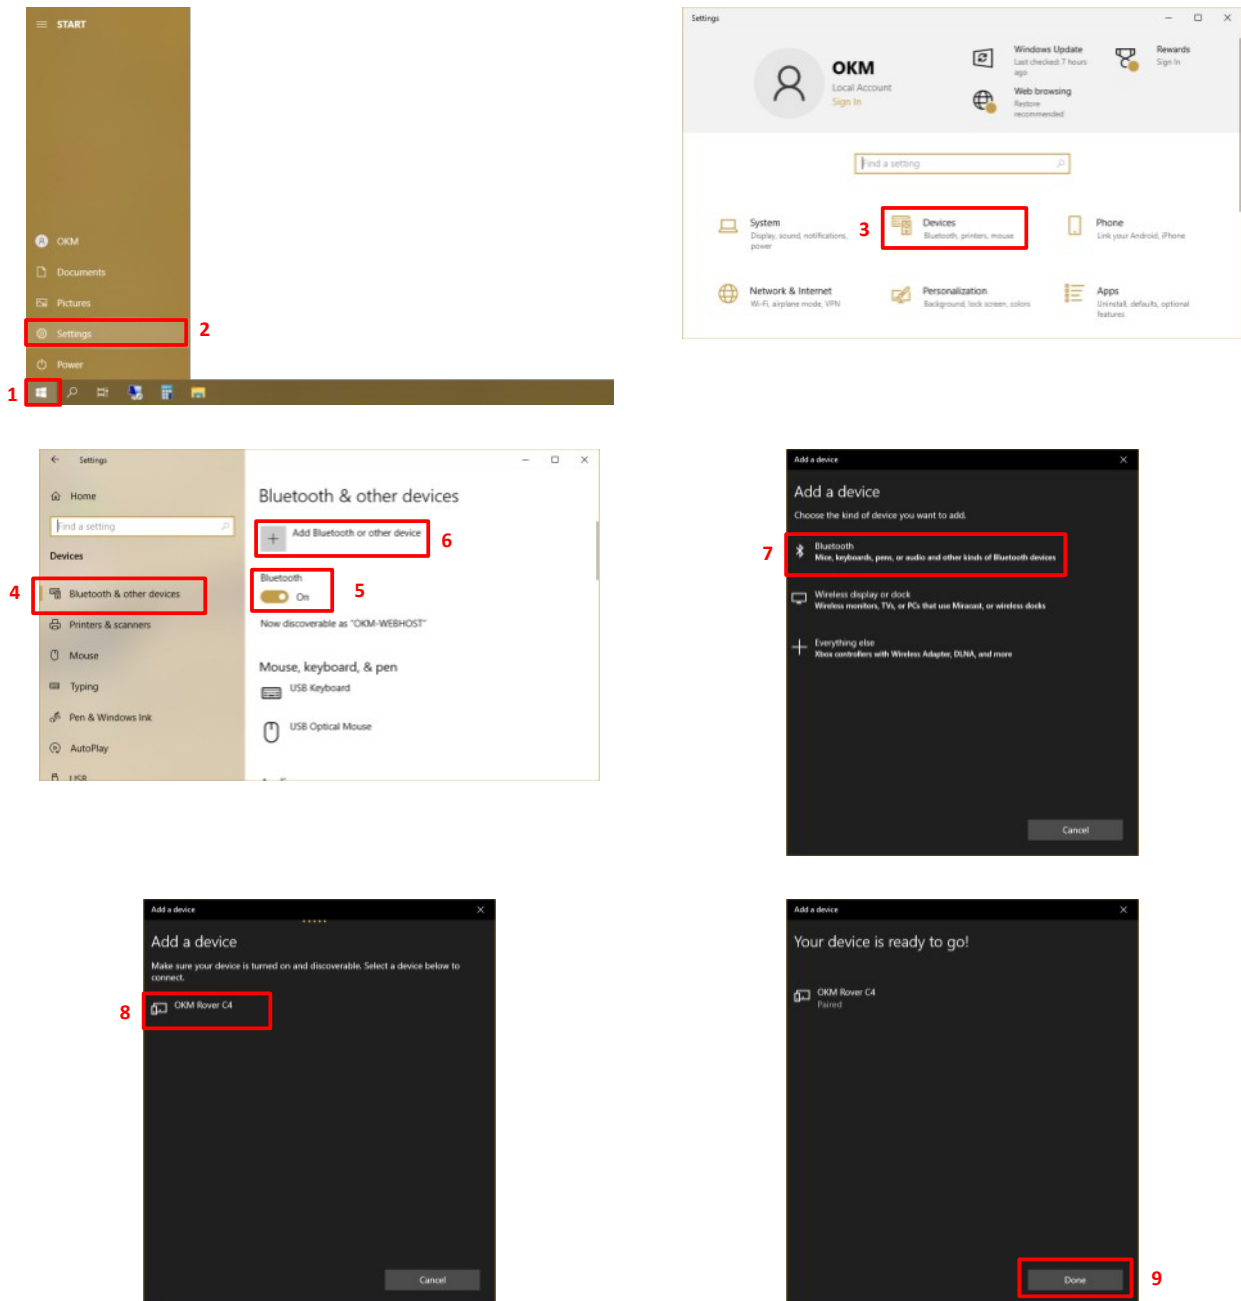 START
OKM
Documents
Pictures
Settings
2
Power
1
Settings
OKM
Local Account
Sign In
Windows Update
Last checked: 7 hours
ago
Rewards
Sign In
Web browsing
Restore
recommended
Find a setting
System
Display, sound, notifications,
power
3
Devices
Bluetooth, printers, mouse
Phone
Link your Android, iPhone
Network & Internet
Wi-Fi, airplane mode, VPN
Personalization
Background, lock screen, colors
Apps
Uninstall, defaults, optional
features
Settings
Home
Find a setting
Devices
4
Bluetooth & other devices
Printers & scanners
Mouse
Typing
Pen & Windows Ink
AutoPlay
USB
Bluetooth & other devices
Add Bluetooth or other device
6
Bluetooth
On
5
Now discoverable as "OKM-WEBHOST"
Mouse, keyboard, & pen
USB Keyboard
USB Optical Mouse
Add a device
Add a device
Choose the kind of device you want to add.
7
Bluetooth
Mice, keyboards, pens, or audio and other kinds of Bluetooth devices
Wireless display or dock
Wireless monitors, TVs, or PCs that use Miracast, or wireless docks
Everything else
Xbox controllers with Wireless Adapter, DLNA, and more
Cancel
Add a device
Add a device
Make sure your device is turned on and discoverable. Select a device below to
connect.
8
OKM Rover C4
Cancel
Add a device
Your device is ready to go!
OKM Rover C4
Paired
Done
9